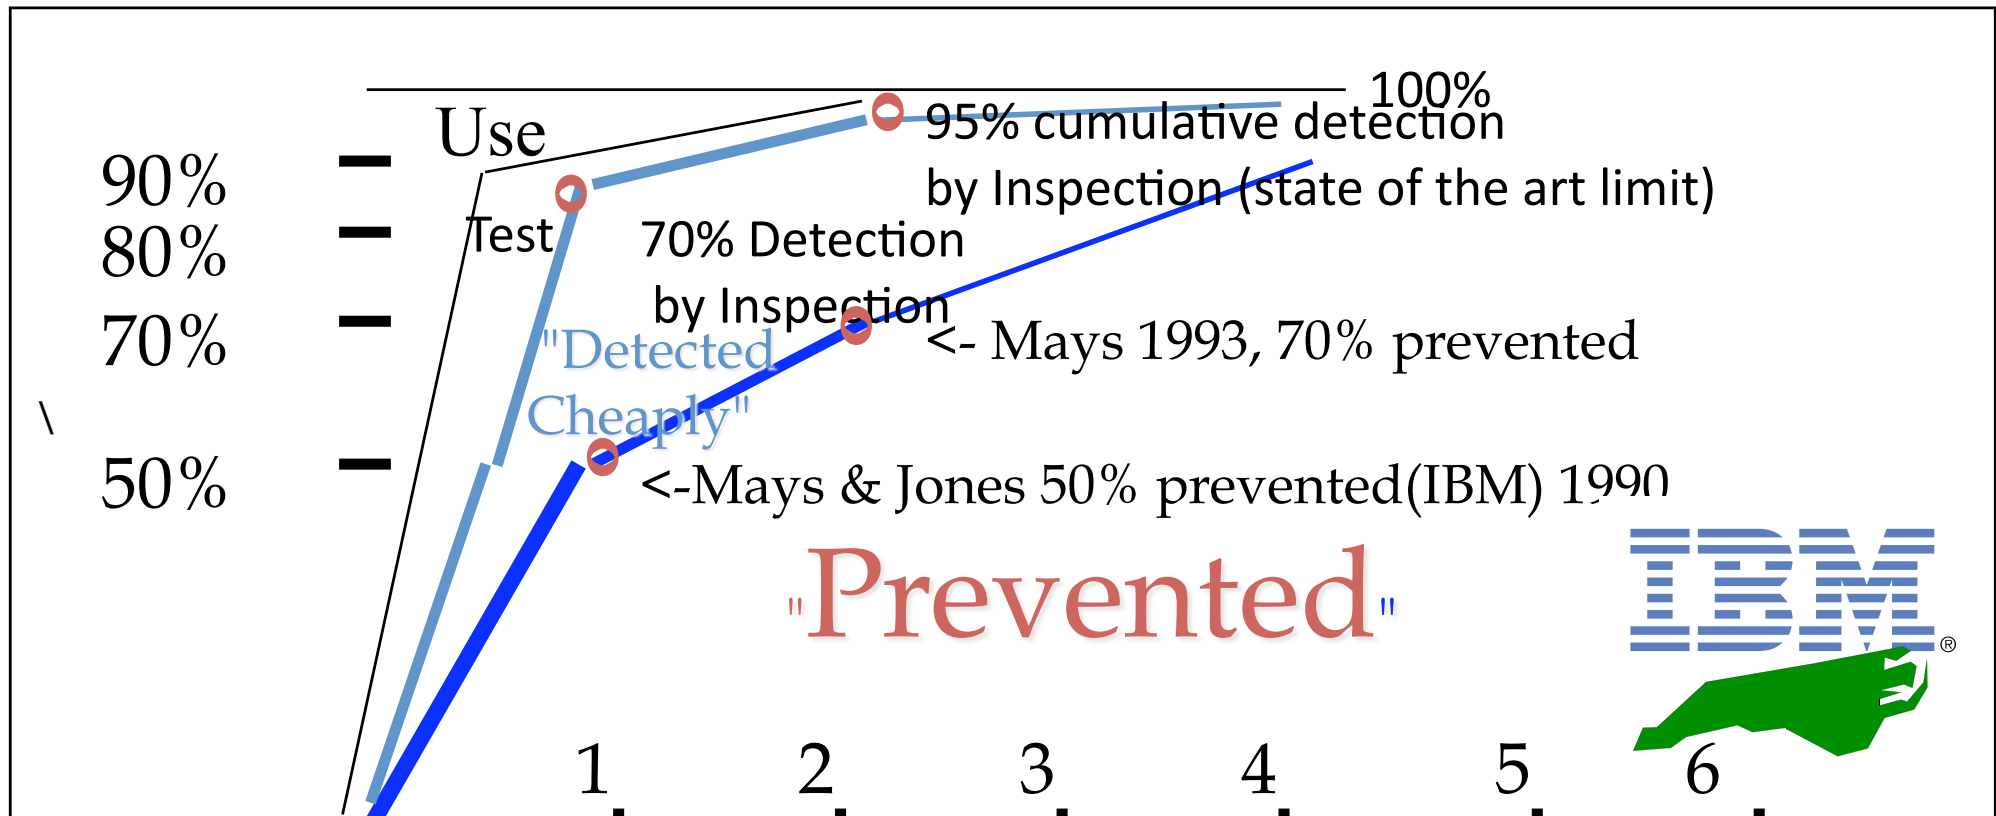 100%
Use
95% cumulative detection
90%
by Inspection (state of the art limit)
Test
70% Detection
80%
by Inspection
70%
"Detected
<- Mays 1993, 70% prevented
Cheaply"
\
50%
<-Mays & Jones 50% prevented(IBM) 1990
"Prevented"
IBM®
1 2 3 4 5 6